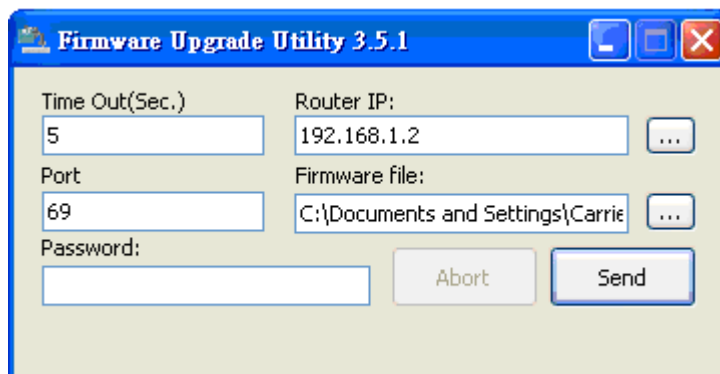 Firmware Upgrade Utility 3.5.1
Time Out(Sec.) Router IP:
5 192.168.1.2 ...
Port Firmware file:
69 C:\Documents and Settings\Carrie ...
Password:
Abort Send